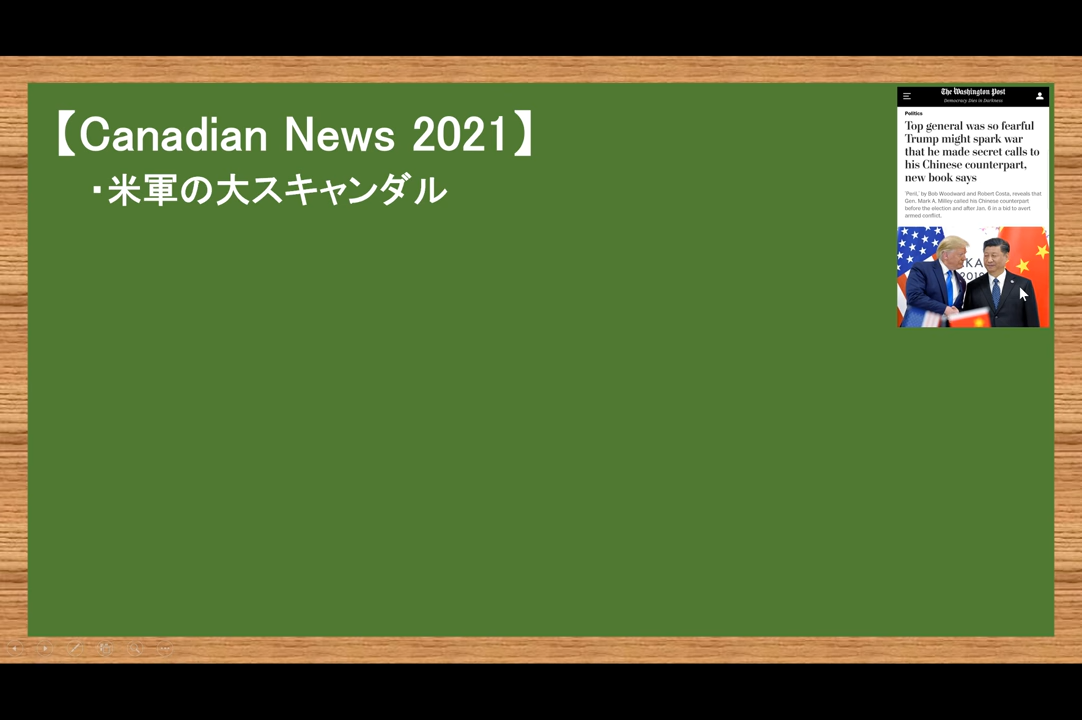 【Canadian News 2021】
・米軍の大スキャンダル
The Washington Post
Democracy Dies in Darkness
Politics
Top general was so fearful
Trump might spark war
that he made secret calls to
his Chinese counterpart,
new book says
'Peril,' by Bob Woodward and Robert Costa, reveals that
Gen. Mark A. Milley called his Chinese counterpart
before the election and after Jan. 6 in a bid to avert
armed conflict.
KA
2019